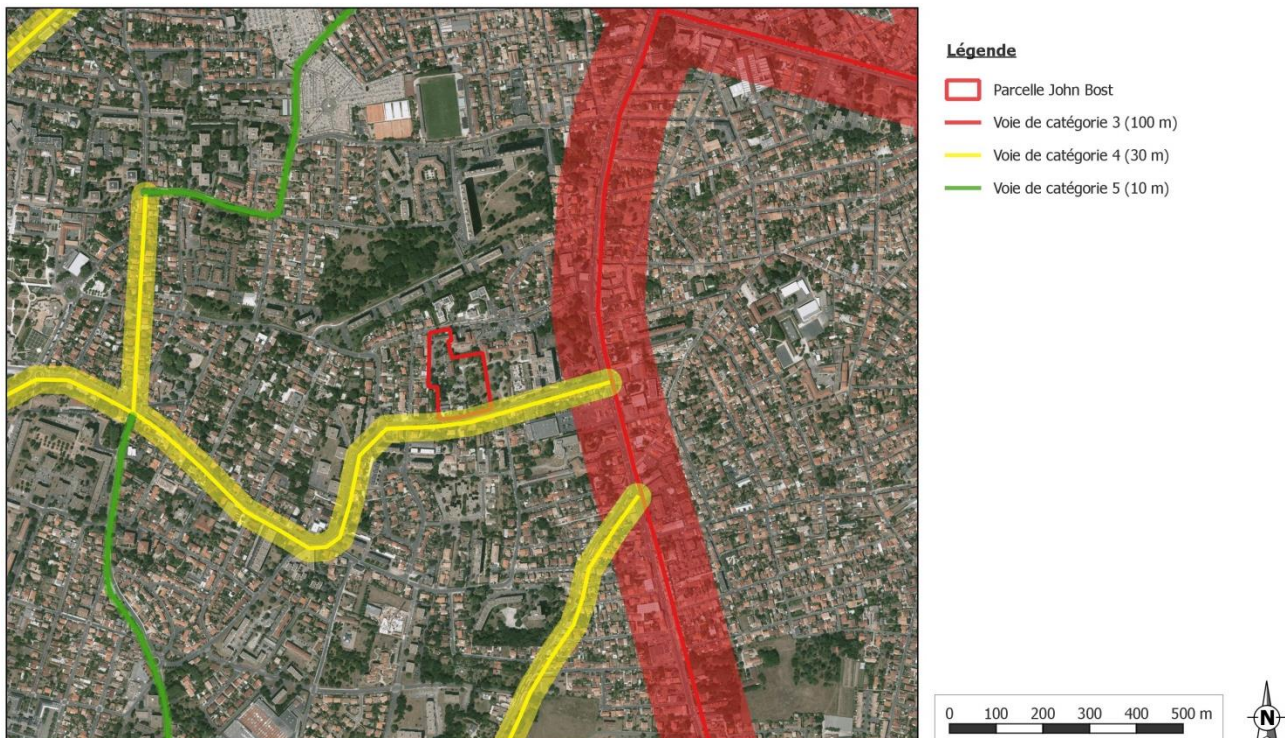 Légende
Parcelle John Bost
Voie de catégorie 3 (100 m)
Voie de catégorie 4 (30 m)
Voie de catégorie 5 (10 m)
0 100 200 300 400 500 m
N